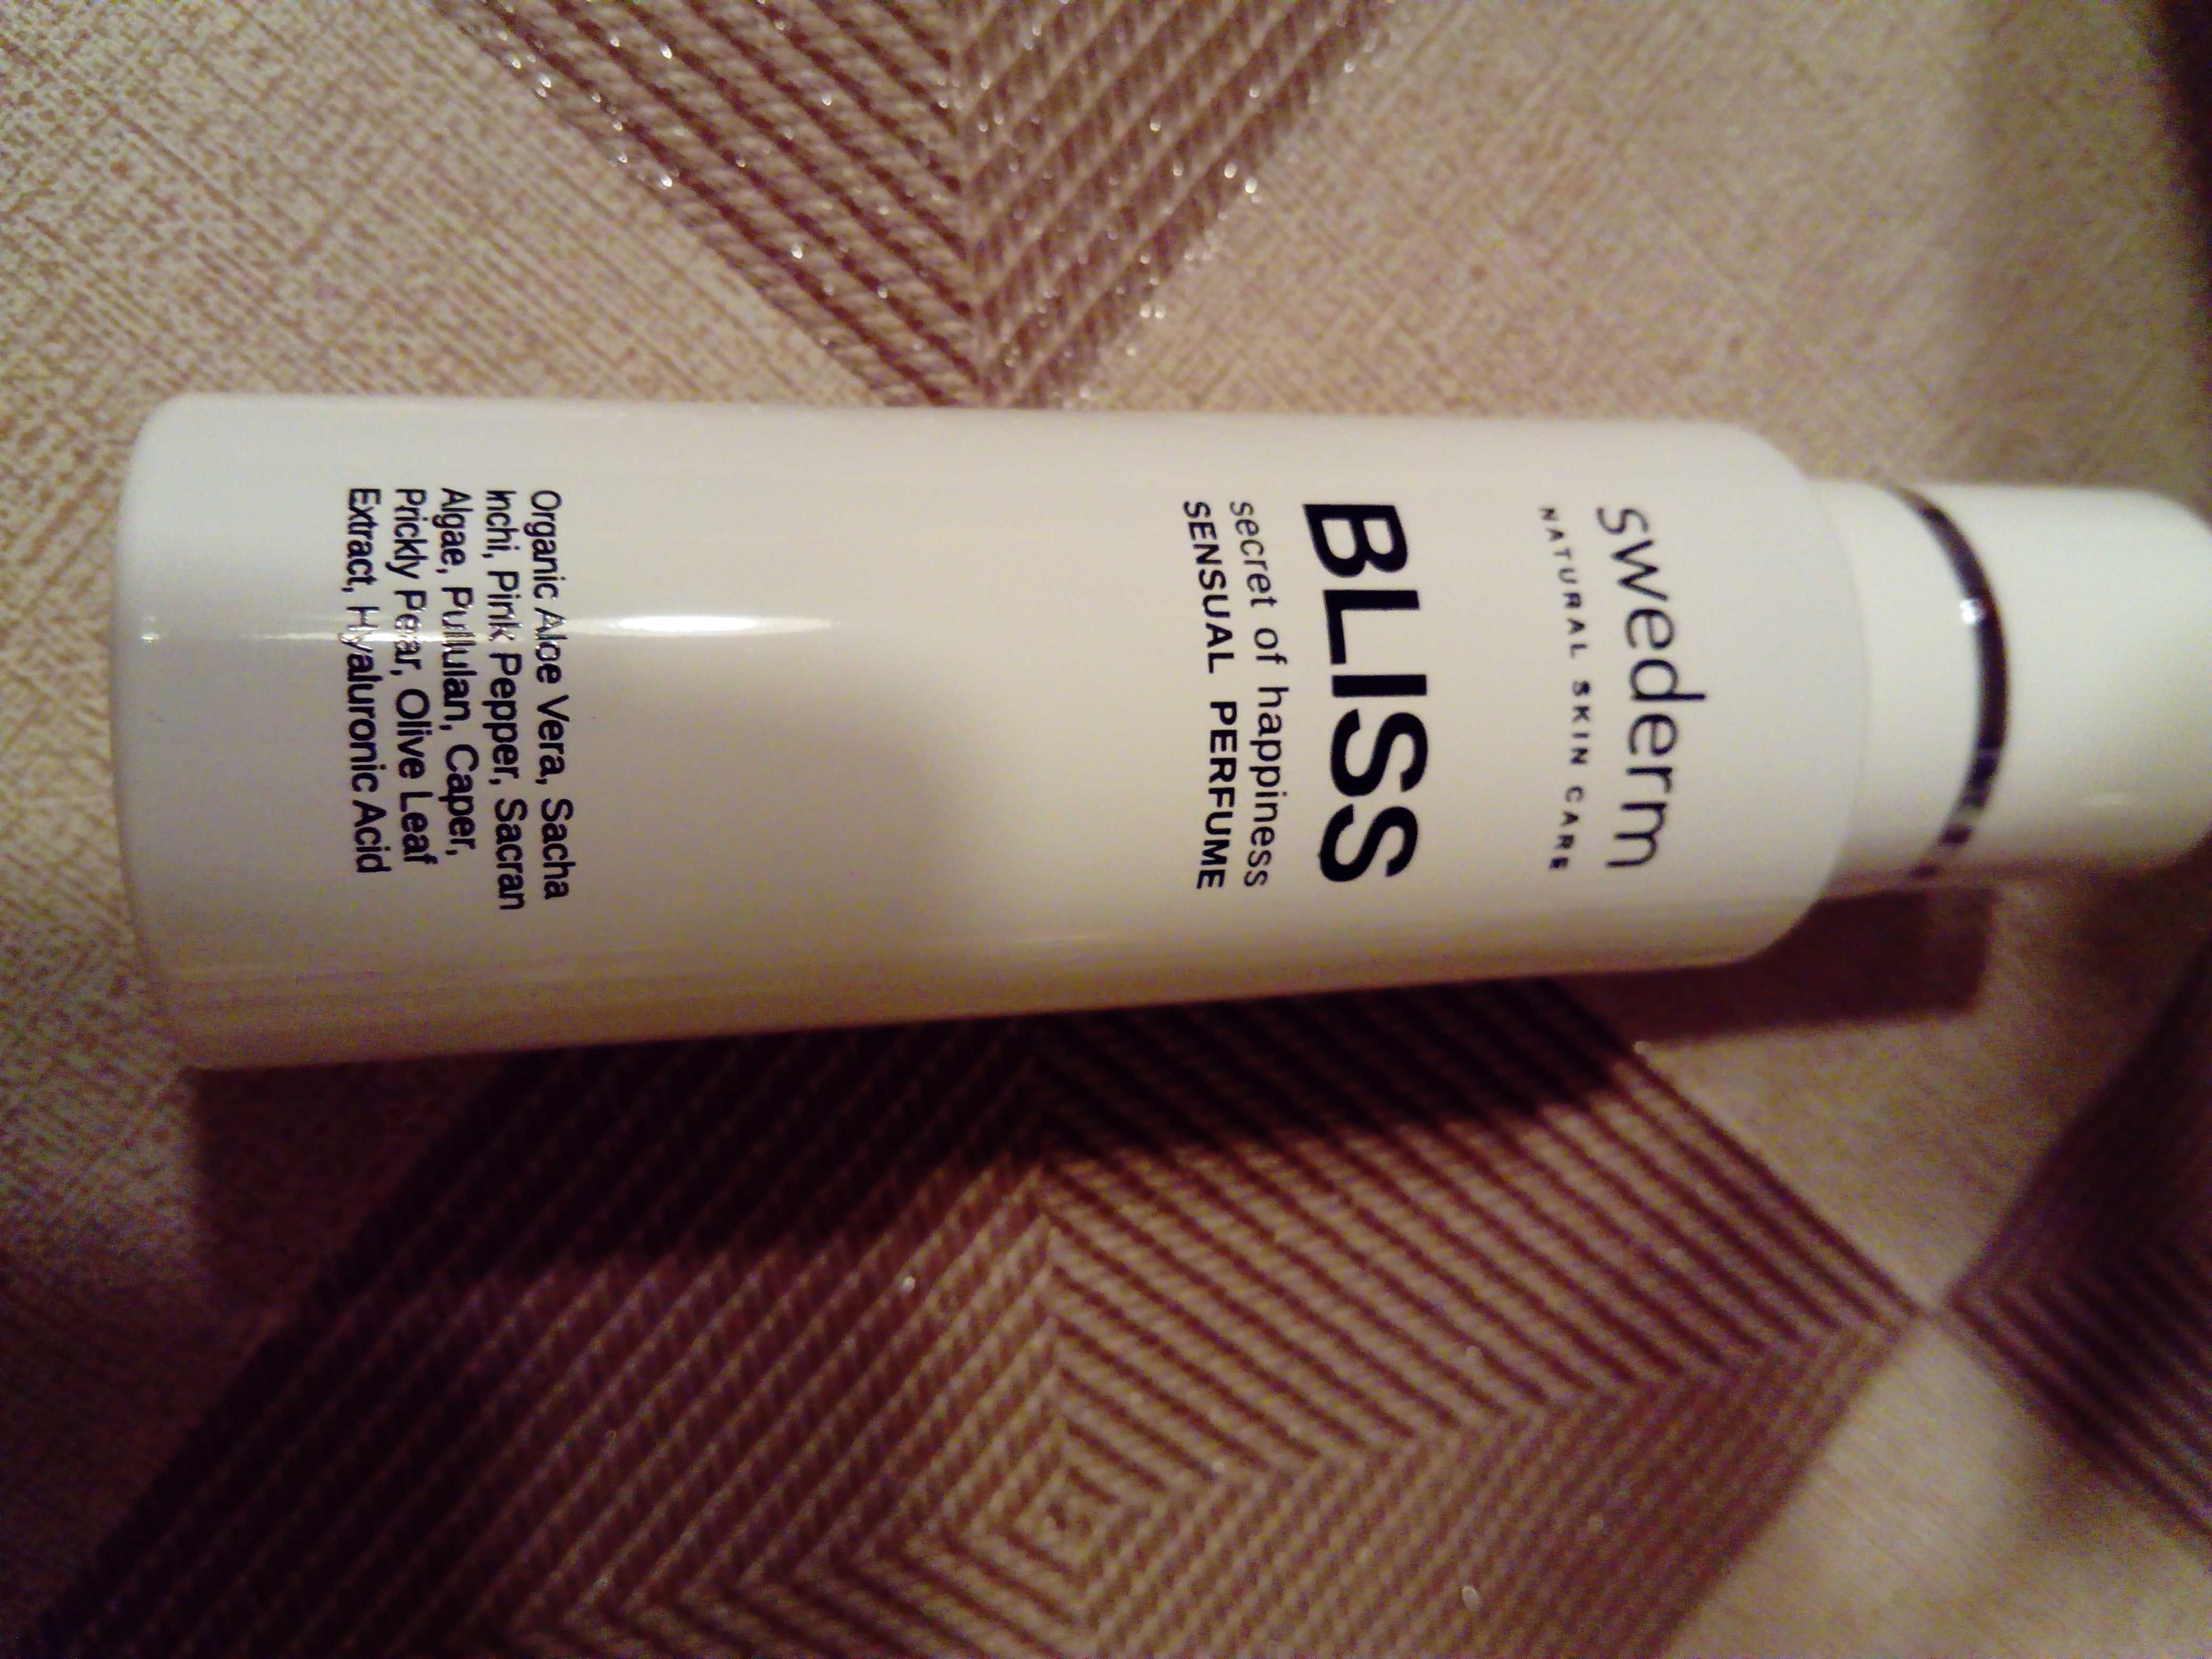 swederm
NATURAL SKIN CARE
BLISS
secret of happiness
SENSUAL PERFUME
Organic Aloe Vera, Sacha
Inchi, Pink Pepper, Sacran
Algae, Pullulan, Caper,
Prickly Pear, Olive Leaf
Extract, Hyaluronic Acid